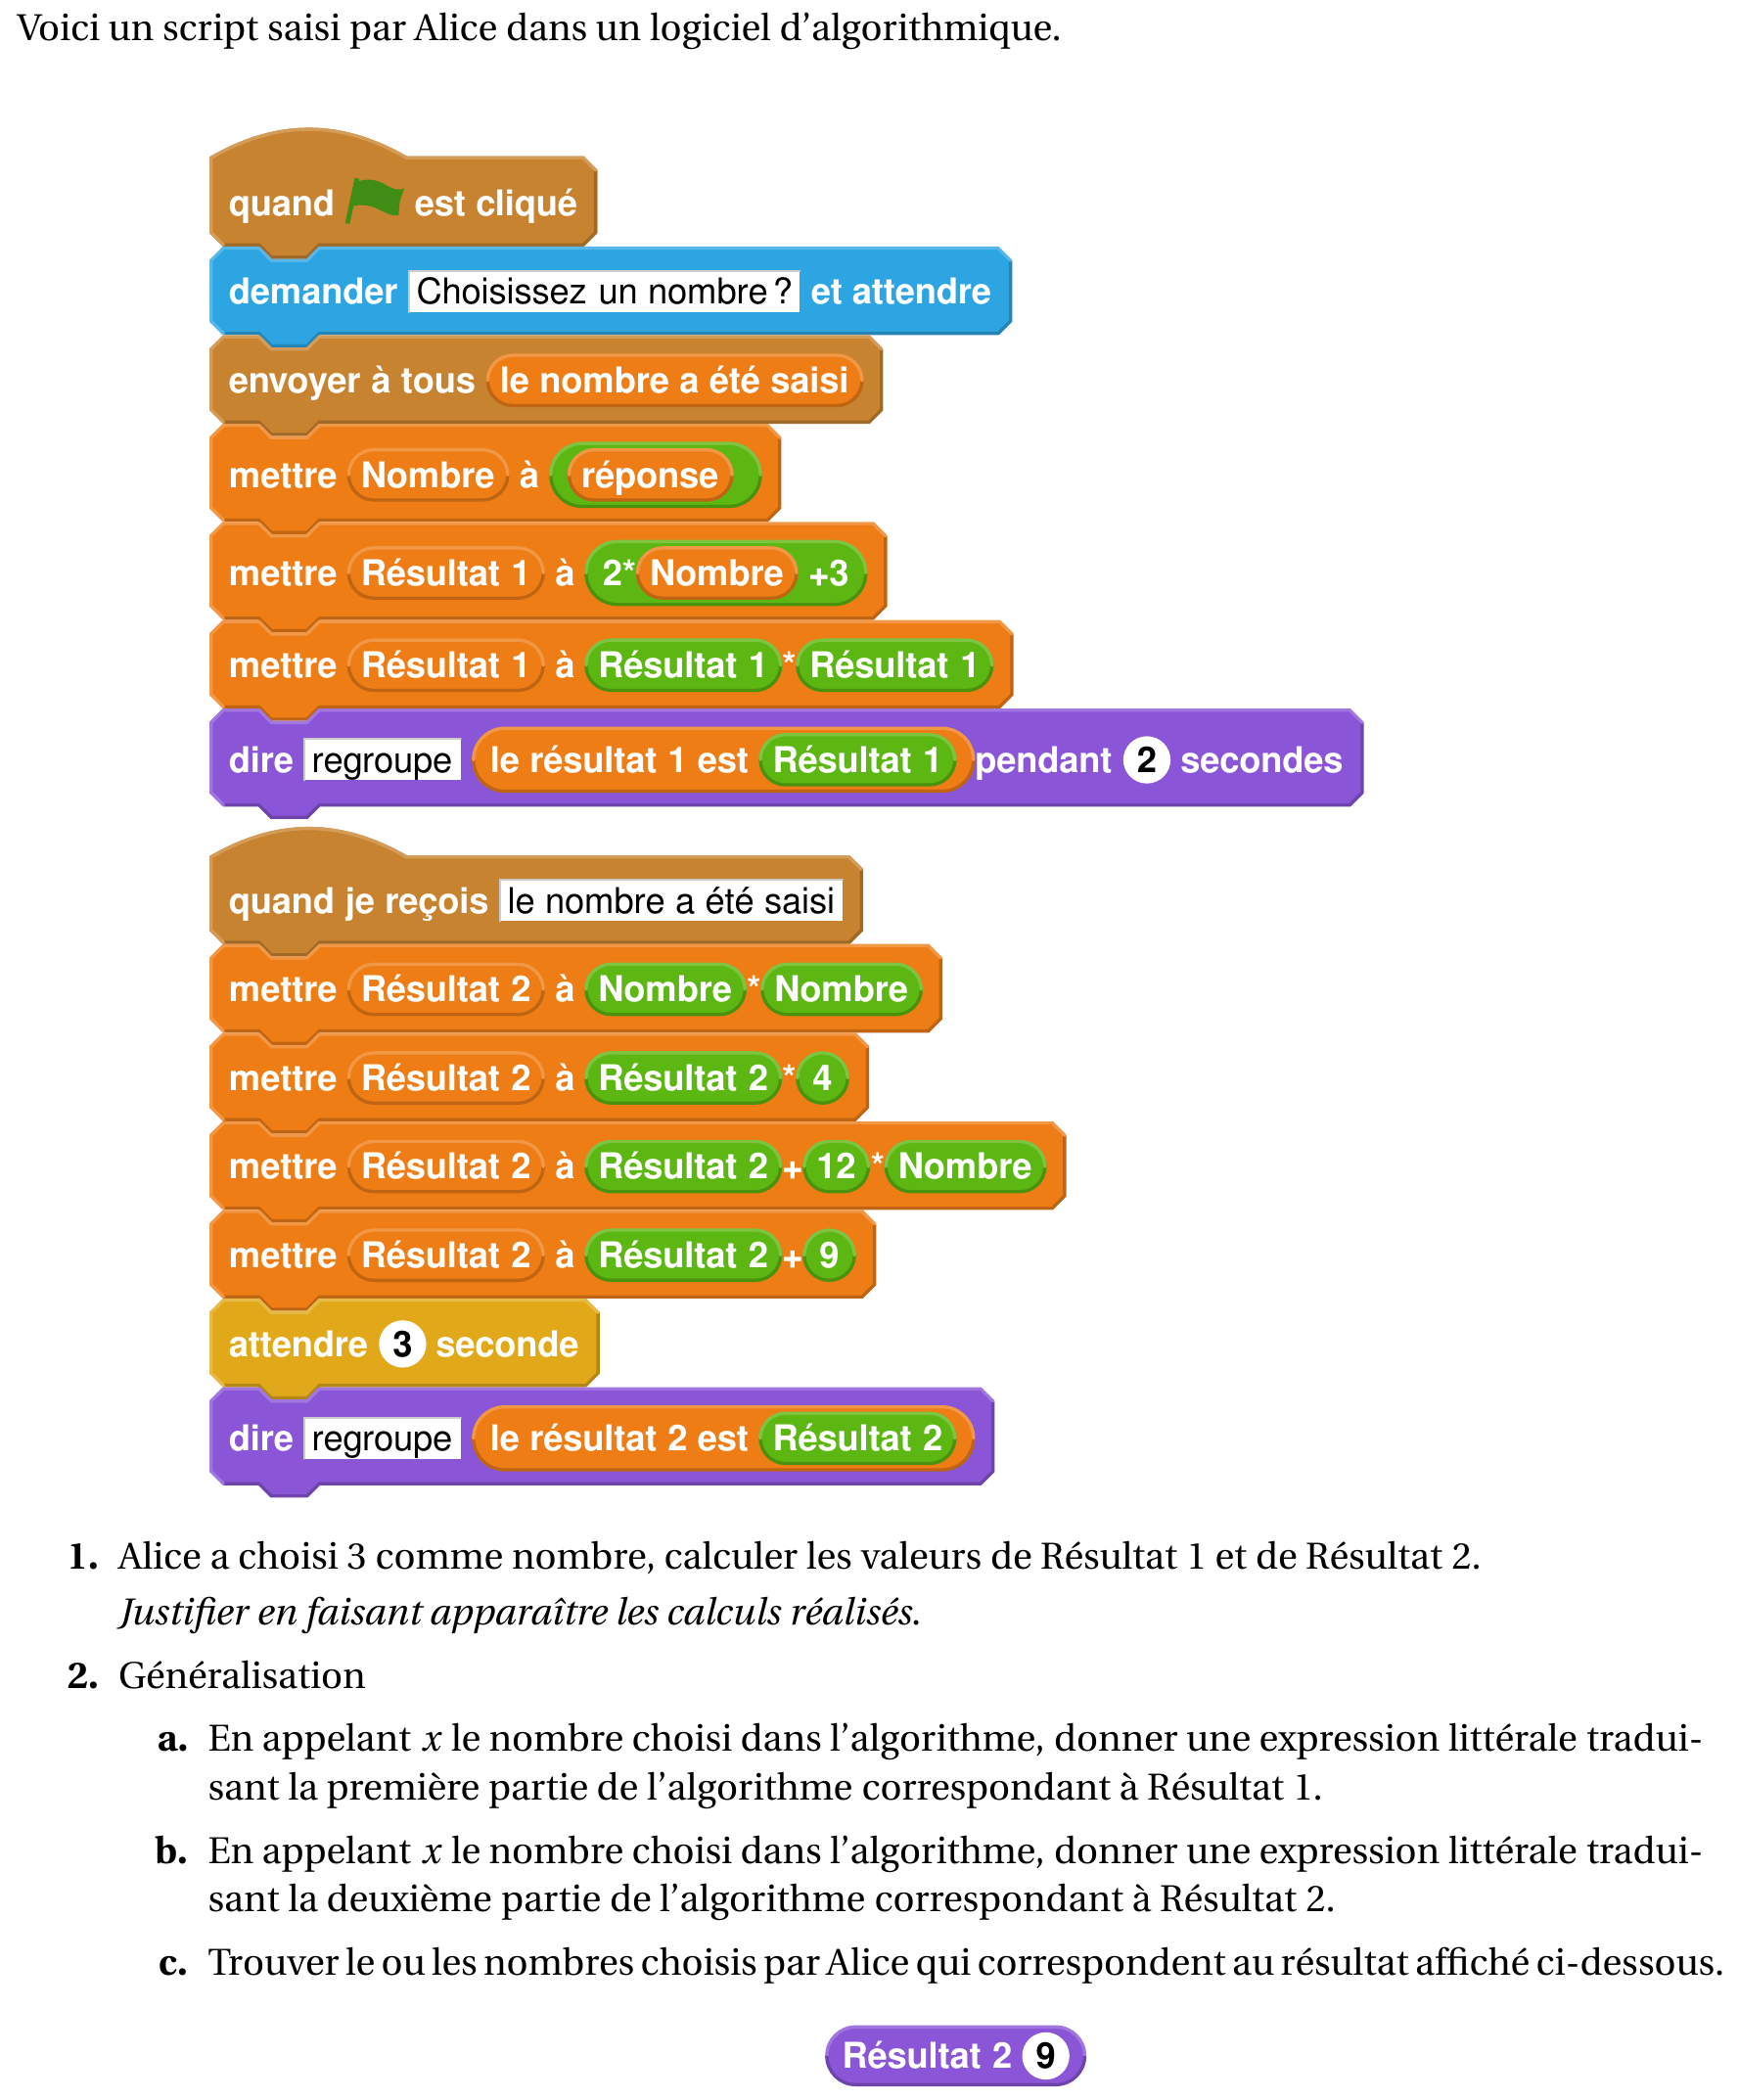 Voici un script saisi par Alice dans un logiciel d’algorithmique.
quand est cliqué
demander Choisissez un nombre ? et attendre
envoyer à tous le nombre a été saisi
mettre Nombre à réponse
mettre Résultat 1 à 2* Nombre +3
mettre Résultat 1 à Résultat 1 * Résultat 1
dire regroupe le résultat 1 est Résultat 1 pendant 2 secondes
quand je reçois le nombre a été saisi
mettre Résultat 2 à Nombre * Nombre
mettre Résultat 2 à Résultat 2 * 4
mettre Résultat 2 à Résultat 2 + 12 * Nombre
mettre Résultat 2 à Résultat 2 + 9
attendre 3 seconde
dire regroupe le résultat 2 est Résultat 2
1. Alice a choisi 3 comme nombre, calculer les valeurs de Résultat 1 et de Résultat 2.
Justifier en faisant apparaître les calculs réalisés.
2. Généralisation
a. En appelant x le nombre choisi dans l’algorithme, donner une expression littérale tradui-
sant la première partie de l’algorithme correspondant à Résultat 1.
b. En appelant x le nombre choisi dans l’algorithme, donner une expression littérale tradui-
sant la deuxième partie de l’algorithme correspondant à Résultat 2.
c. Trouver le ou les nombres choisis par Alice qui correspondent au résultat affiché ci-dessous.
Résultat 2 9